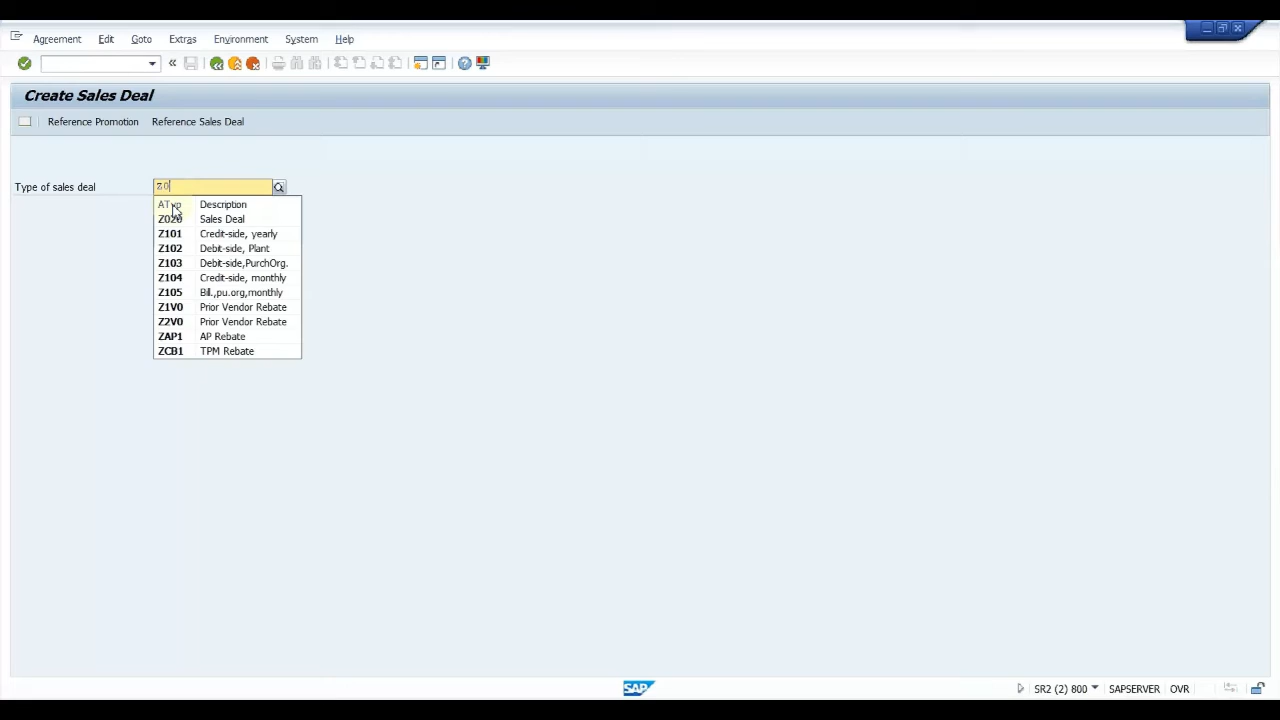 Agreement Edit Goto Extras Environment System Help
Create Sales Deal
Reference Promotion Reference Sales Deal
Type of sales deal Z0
Description
Z020 Sales Deal
Z101 Credit-side, yearly
Z102 Debit-side, Plant
Z103 Debit-side,PurchOrg.
Z104 Credit-side, monthly
Z105 Bill.,pu.org,monthly
Z1V0 Prior Vendor Rebate
Z2V0 Prior Vendor Rebate
ZAP1 AP Rebate
ZCB1 TPM Rebate
SAP SR2 (2) 800 SAPSERVER OVR